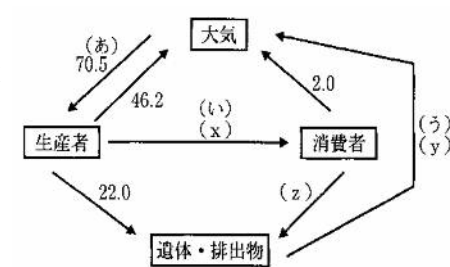 大気
(あ)
70.5
46.2
2.0
(い)
(x)
(う)
(y)
生産者
消費者
22.0
(z)
遺体・排出物